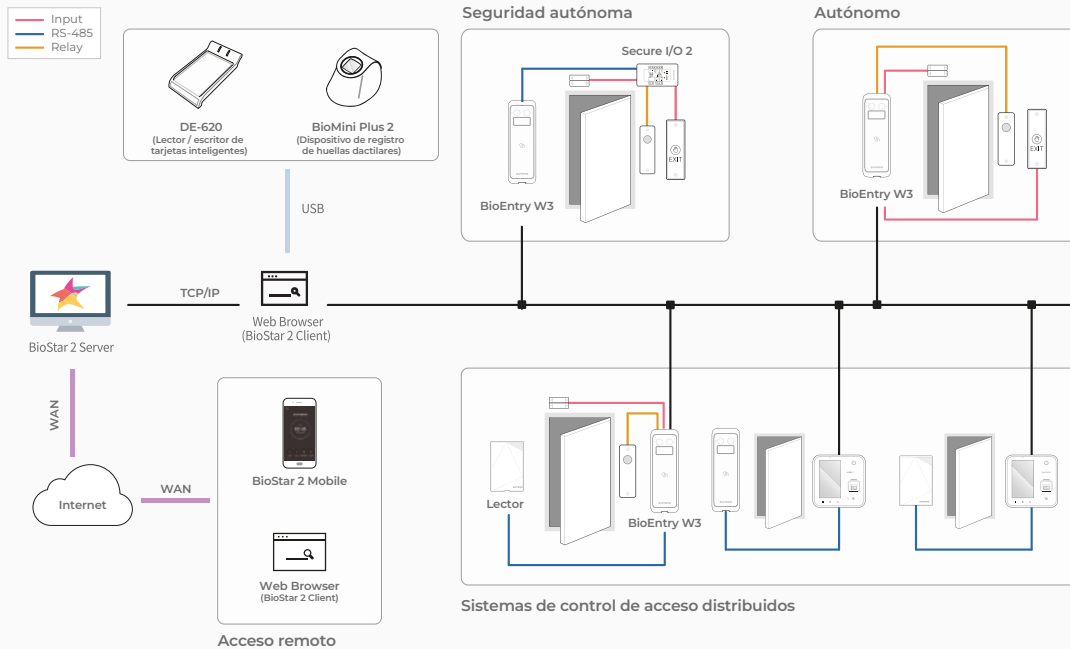 Input
RS-485
Relay
DE-620
(Lector / escritor de
tarjetas inteligentes)
BioMini Plus 2
(Dispositivo de registro
de huellas dactilares)
USB
Seguridad autónoma
Secure I/O 2
EXIT
BioEntry W3
Autónomo
EXIT
BioEntry W3
BioStar 2 Server
TCP/IP
Web Browser
(BioStar 2 Client)
WAN
Internet
WAN
BioStar 2 Mobile
Web Browser
(BioStar 2 Client)
Acceso remoto
Lector
BioEntry W3
Sistemas de control de acceso distribuidos